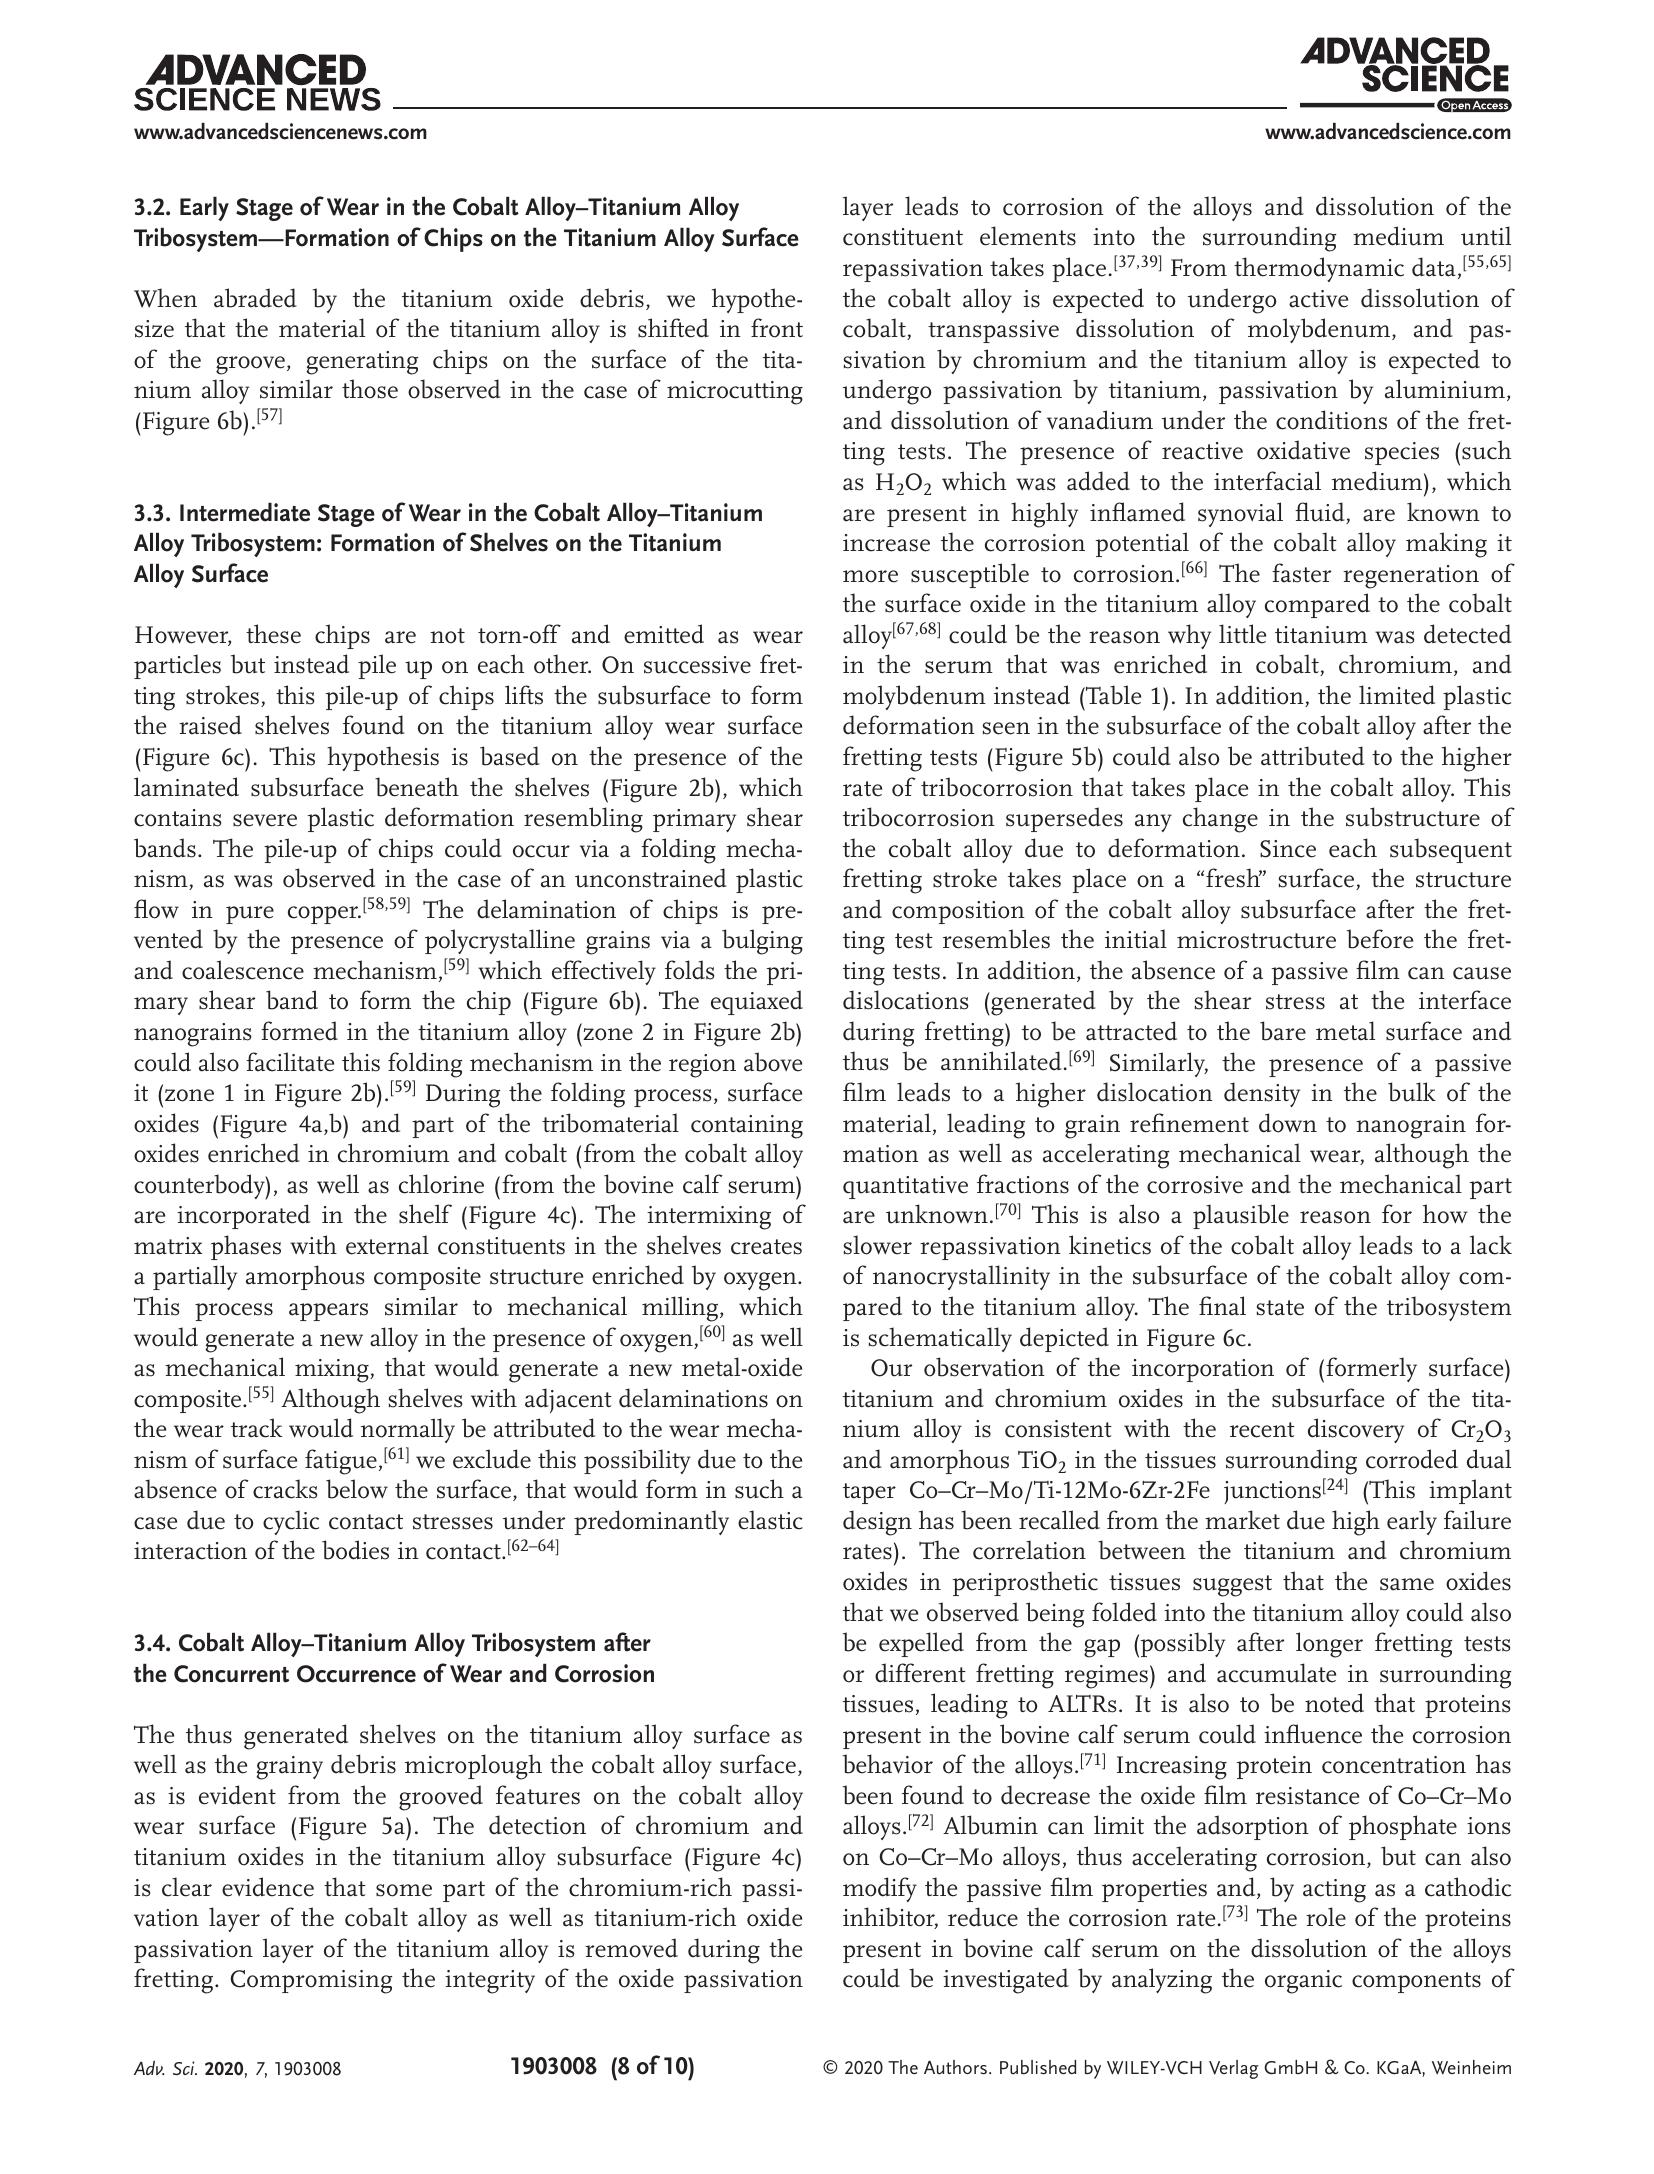 ADVANCED
SCIENCE NEWS
www.advancedsciencenews.com
ADVANCED
SCIENCE
Open Access
www.advancedscience.com
3.2. Early Stage of Wear in the Cobalt Alloy–Titanium Alloy
Tribosystem—Formation of Chips on the Titanium Alloy Surface
When abraded by the titanium oxide debris, we hypothe-
size that the material of the titanium alloy is shifted in front
of the groove, generating chips on the surface of the tita-
nium alloy similar those observed in the case of microcutting
(Figure 6b).[57]
3.3. Intermediate Stage of Wear in the Cobalt Alloy–Titanium
Alloy Tribosystem: Formation of Shelves on the Titanium
Alloy Surface
However, these chips are not torn-off and emitted as wear
particles but instead pile up on each other. On successive fret-
ting strokes, this pile-up of chips lifts the subsurface to form
the raised shelves found on the titanium alloy wear surface
(Figure 6c). This hypothesis is based on the presence of the
laminated subsurface beneath the shelves (Figure 2b), which
contains severe plastic deformation resembling primary shear
bands. The pile-up of chips could occur via a folding mecha-
nism, as was observed in the case of an unconstrained plastic
flow in pure copper.[58,59] The delamination of chips is pre-
vented by the presence of polycrystalline grains via a bulging
and coalescence mechanism,[59] which effectively folds the pri-
mary shear band to form the chip (Figure 6b). The equiaxed
nanograins formed in the titanium alloy (zone 2 in Figure 2b)
could also facilitate this folding mechanism in the region above
it (zone 1 in Figure 2b).[59] During the folding process, surface
oxides (Figure 4a,b) and part of the tribomaterial containing
oxides enriched in chromium and cobalt (from the cobalt alloy
counterbody), as well as chlorine (from the bovine calf serum)
are incorporated in the shelf (Figure 4c). The intermixing of
matrix phases with external constituents in the shelves creates
a partially amorphous composite structure enriched by oxygen.
This process appears similar to mechanical milling, which
would generate a new alloy in the presence of oxygen,[60] as well
as mechanical mixing, that would generate a new metal-oxide
composite.[55] Although shelves with adjacent delaminations on
the wear track would normally be attributed to the wear mecha-
nism of surface fatigue,[61] we exclude this possibility due to the
absence of cracks below the surface, that would form in such a
case due to cyclic contact stresses under predominantly elastic
interaction of the bodies in contact.[62–64]
3.4. Cobalt Alloy–Titanium Alloy Tribosystem after
the Concurrent Occurrence of Wear and Corrosion
The thus generated shelves on the titanium alloy surface as
well as the grainy debris microplough the cobalt alloy surface,
as is evident from the grooved features on the cobalt alloy
wear surface (Figure 5a). The detection of chromium and
titanium oxides in the titanium alloy subsurface (Figure 4c)
is clear evidence that some part of the chromium-rich passi-
vation layer of the cobalt alloy as well as titanium-rich oxide
passivation layer of the titanium alloy is removed during the
fretting. Compromising the integrity of the oxide passivation
layer leads to corrosion of the alloys and dissolution of the
constituent elements into the surrounding medium until
repassivation takes place.[37,39] From thermodynamic data,[55,65]
the cobalt alloy is expected to undergo active dissolution of
cobalt, transpassive dissolution of molybdenum, and pas-
sivation by chromium and the titanium alloy is expected to
undergo passivation by titanium, passivation by aluminium,
and dissolution of vanadium under the conditions of the fret-
ting tests. The presence of reactive oxidative species (such
as H2O2 which was added to the interfacial medium), which
are present in highly inflamed synovial fluid, are known to
increase the corrosion potential of the cobalt alloy making it
more susceptible to corrosion.[66] The faster regeneration of
the surface oxide in the titanium alloy compared to the cobalt
alloy[67,68] could be the reason why little titanium was detected
in the serum that was enriched in cobalt, chromium, and
molybdenum instead (Table 1). In addition, the limited plastic
deformation seen in the subsurface of the cobalt alloy after the
fretting tests (Figure 5b) could also be attributed to the higher
rate of tribocorrosion that takes place in the cobalt alloy. This
tribocorrosion supersedes any change in the substructure of
the cobalt alloy due to deformation. Since each subsequent
fretting stroke takes place on a “fresh” surface, the structure
and composition of the cobalt alloy subsurface after the fret-
ting test resembles the initial microstructure before the fret-
ting tests. In addition, the absence of a passive film can cause
dislocations (generated by the shear stress at the interface
during fretting) to be attracted to the bare metal surface and
thus be annihilated.[69] Similarly, the presence of a passive
film leads to a higher dislocation density in the bulk of the
material, leading to grain refinement down to nanograin for-
mation as well as accelerating mechanical wear, although the
quantitative fractions of the corrosive and the mechanical part
are unknown.[70] This is also a plausible reason for how the
slower repassivation kinetics of the cobalt alloy leads to a lack
of nanocrystallinity in the subsurface of the cobalt alloy com-
pared to the titanium alloy. The final state of the tribosystem
is schematically depicted in Figure 6c.
Our observation of the incorporation of (formerly surface)
titanium and chromium oxides in the subsurface of the tita-
nium alloy is consistent with the recent discovery of Cr2O3
and amorphous TiO2 in the tissues surrounding corroded dual
taper Co–Cr–Mo/Ti-12Mo-6Zr-2Fe junctions[24] (This implant
design has been recalled from the market due high early failure
rates). The correlation between the titanium and chromium
oxides in periprosthetic tissues suggest that the same oxides
that we observed being folded into the titanium alloy could also
be expelled from the gap (possibly after longer fretting tests
or different fretting regimes) and accumulate in surrounding
tissues, leading to ALTRs. It is also to be noted that proteins
present in the bovine calf serum could influence the corrosion
behavior of the alloys.[71] Increasing protein concentration has
been found to decrease the oxide film resistance of Co–Cr–Mo
alloys.[72] Albumin can limit the adsorption of phosphate ions
on Co–Cr–Mo alloys, thus accelerating corrosion, but can also
modify the passive film properties and, by acting as a cathodic
inhibitor, reduce the corrosion rate.[73] The role of the proteins
present in bovine calf serum on the dissolution of the alloys
could be investigated by analyzing the organic components of
Adv. Sci. 2020, 7, 1903008
1903008 (8 of 10)
© 2020 The Authors. Published by WILEY-VCH Verlag GmbH & Co. KGaA, Weinheim